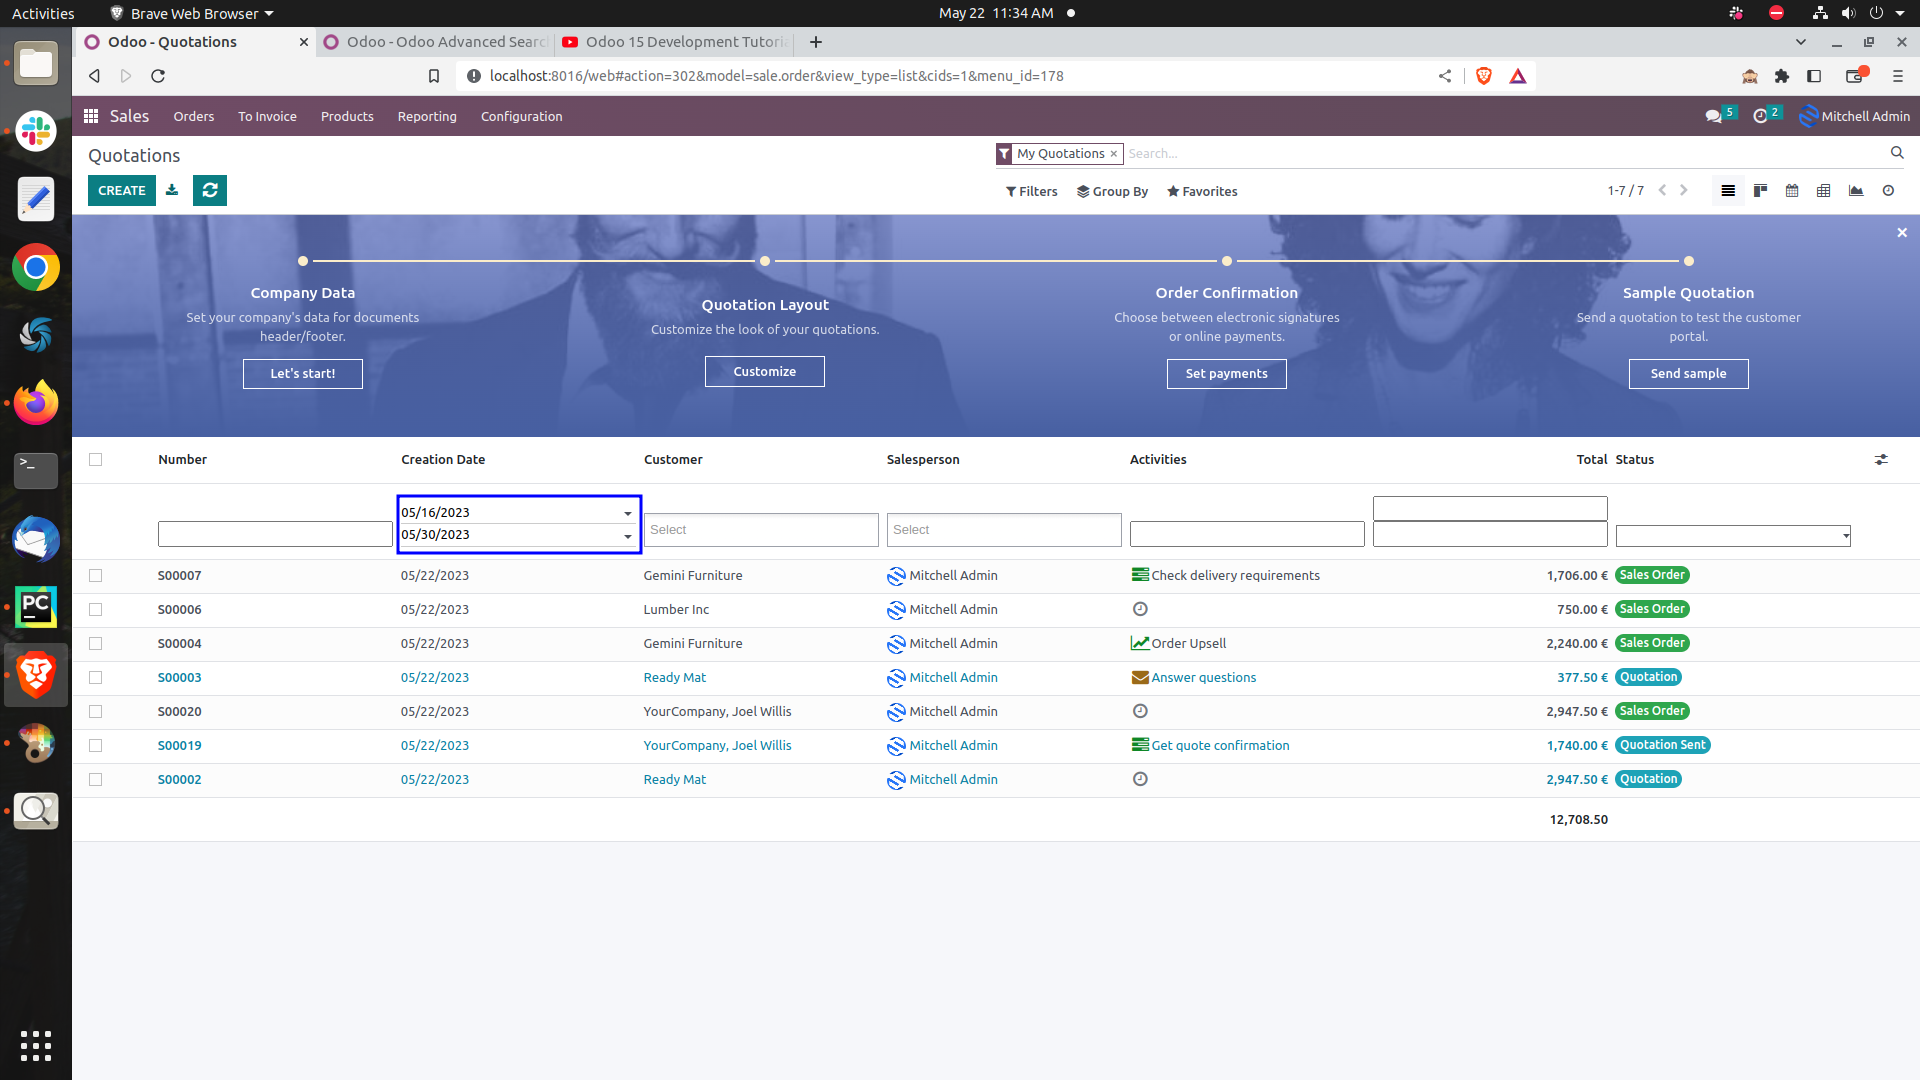 Activities
Brave Web Browser
May 22 11:34 AM
Odoo - Quotations
Odoo - Odoo Advanced Searc
Odoo 15 Development Tutori
localhost:8016/web#action=302&model=sale.order&view_type=list&cids=1&menu_id=178
Sales
Orders
To Invoice
Products
Reporting
Configuration
5
2
Mitchell Admin
Quotations
My Quotations ×
Search...
CREATE
Filters
Group By
Favorites
1-7 / 7
Company Data
Set your company's data for documents
header/footer.
Let's start!
Quotation Layout
Customize the look of your quotations.
Customize
Order Confirmation
Choose between electronic signatures
or online payments.
Set payments
Sample Quotation
Send a quotation to test the customer
portal.
Send sample
Number Creation Date Customer Salesperson Activities Total Status
05/16/2023
05/30/2023
Select
Select
S00007 05/22/2023 Gemini Furniture Mitchell Admin Check delivery requirements 1,706.00 € Sales Order
S00006 05/22/2023 Lumber Inc Mitchell Admin 750.00 € Sales Order
S00004 05/22/2023 Gemini Furniture Mitchell Admin Order Upsell 2,240.00 € Sales Order
S00003 05/22/2023 Ready Mat Mitchell Admin Answer questions 377.50 € Quotation
S00020 05/22/2023 YourCompany, Joel Willis Mitchell Admin 2,947.50 € Sales Order
S00019 05/22/2023 YourCompany, Joel Willis Mitchell Admin Get quote confirmation 1,740.00 € Quotation Sent
S00002 05/22/2023 Ready Mat Mitchell Admin 2,947.50 € Quotation
12,708.50
>_
PC